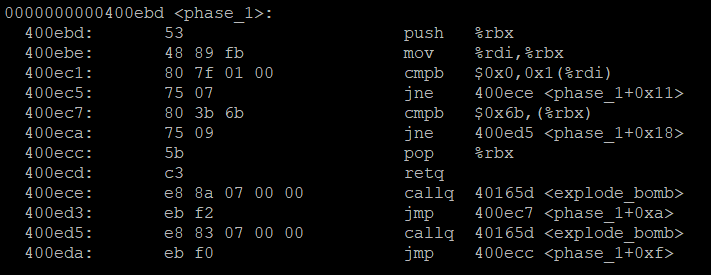 0000000000400ebd <phase_1>:
400ebd: 53 push %rbx
400ebe: 48 89 fb mov %rdi,%rbx
400ec1: 80 7f 01 00 cmpb $0x0,0x1(%rdi)
400ec5: 75 07 jne 400ece <phase_1+0x11>
400ec7: 80 3b 6b cmpb $0x6b,(%rbx)
400eca: 75 09 jne 400ed5 <phase_1+0x18>
400ecc: 5b pop %rbx
400ecd: c3 retq
400ece: e8 8a 07 00 00 callq 40165d <explode_bomb>
400ed3: eb f2 jmp 400ec7 <phase_1+0xa>
400ed5: e8 83 07 00 00 callq 40165d <explode_bomb>
400eda: eb f0 jmp 400ecc <phase_1+0xf>